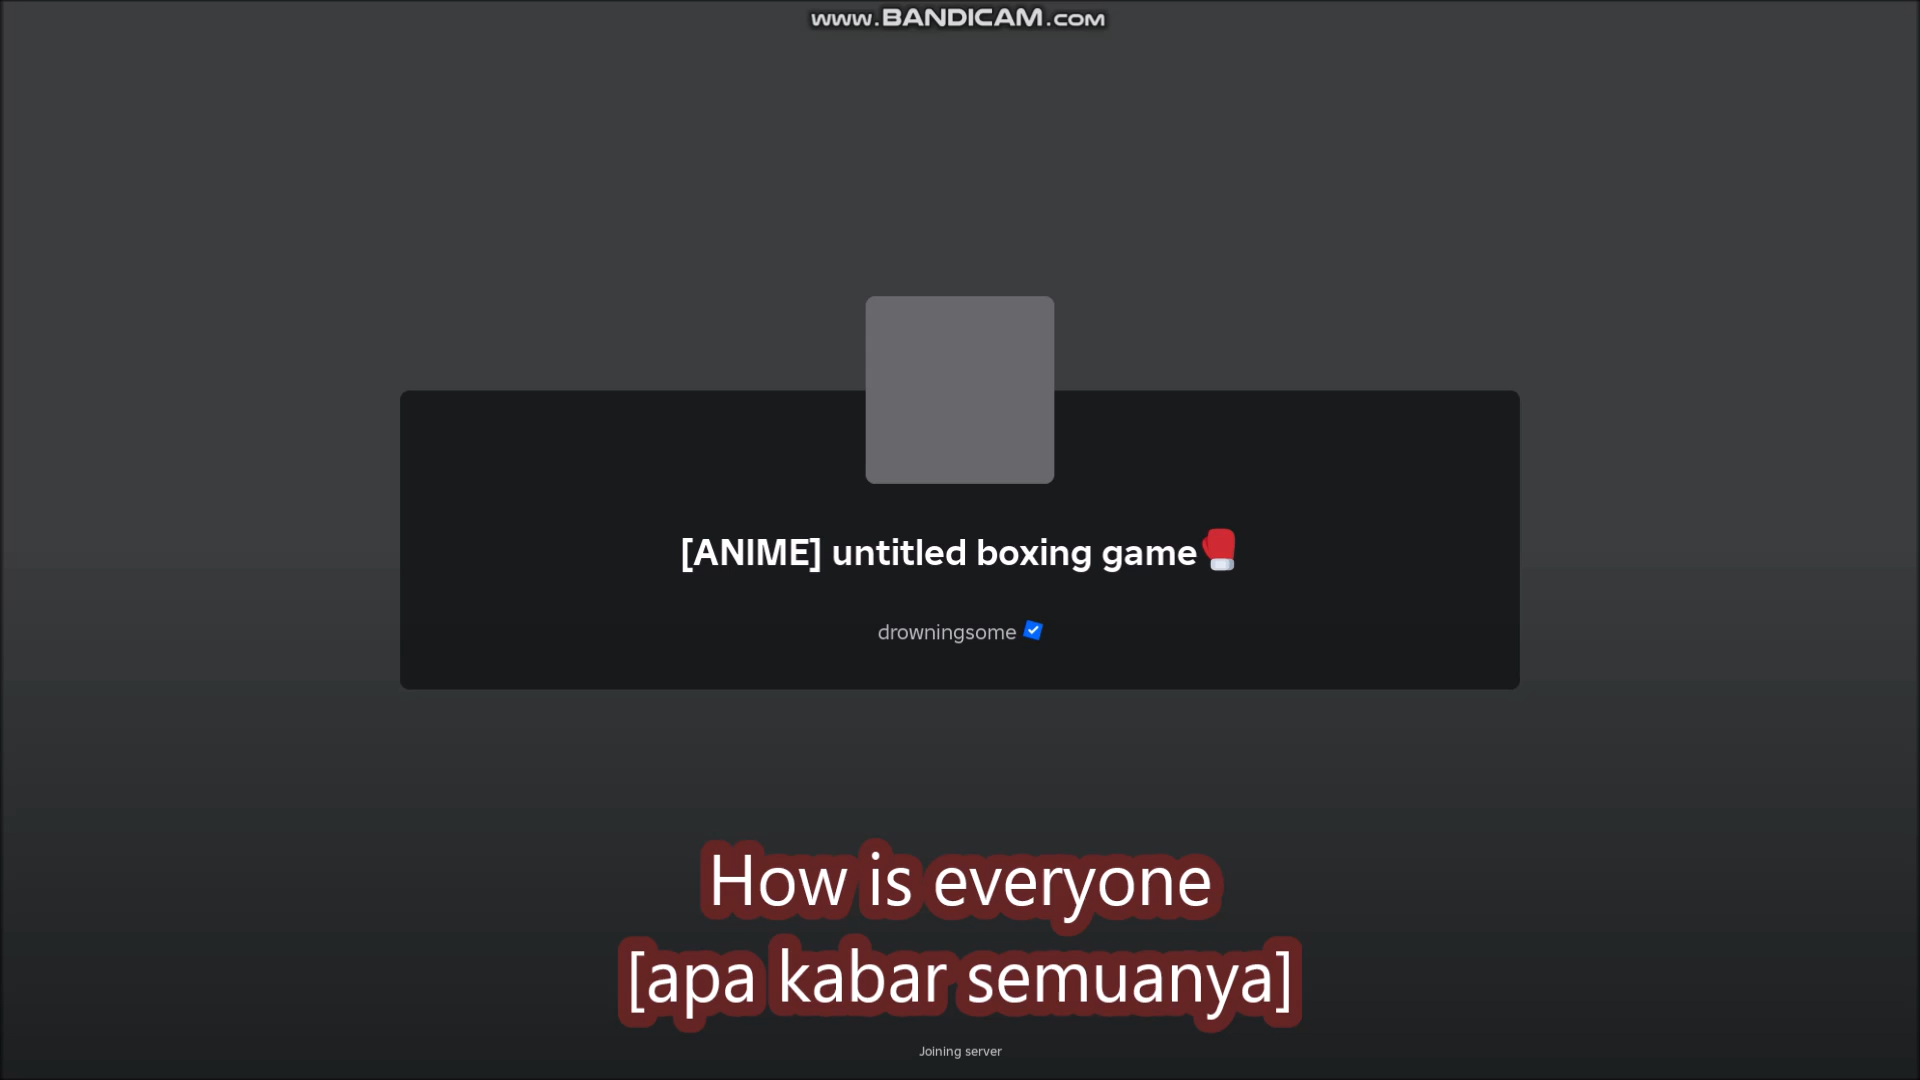 www.BANDICAM.com
[ANIME] untitled boxing game🥊
drowningsome
How is everyone
[apa kabar semuanya]
Joining server